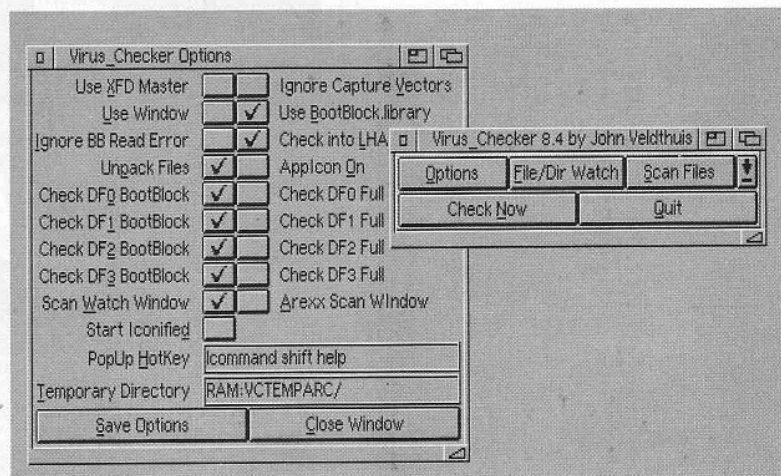 Virus_Checker Options
Use XFD Master Ignore Capture Vectors
Use Window Use BootBlock.library
Ignore BB Read Error Check into LHA
Unpack Files AppIcon On
Check DF0 BootBlock Check DF0 Full
Check DF1 BootBlock Check DF1 Full
Check DF2 BootBlock Check DF2 Full
Check DF3 BootBlock Check DF3 Full
Scan Watch Window Arexx Scan WIndow
Start Iconified
PopUp HotKey lcommand shift help
Temporary Directory RAM:VCTEMPARC/
Save Options Close Window
Virus_Checker 8.4 by John Veldthuis
Options File/Dir Watch Scan Files
Check Now Quit